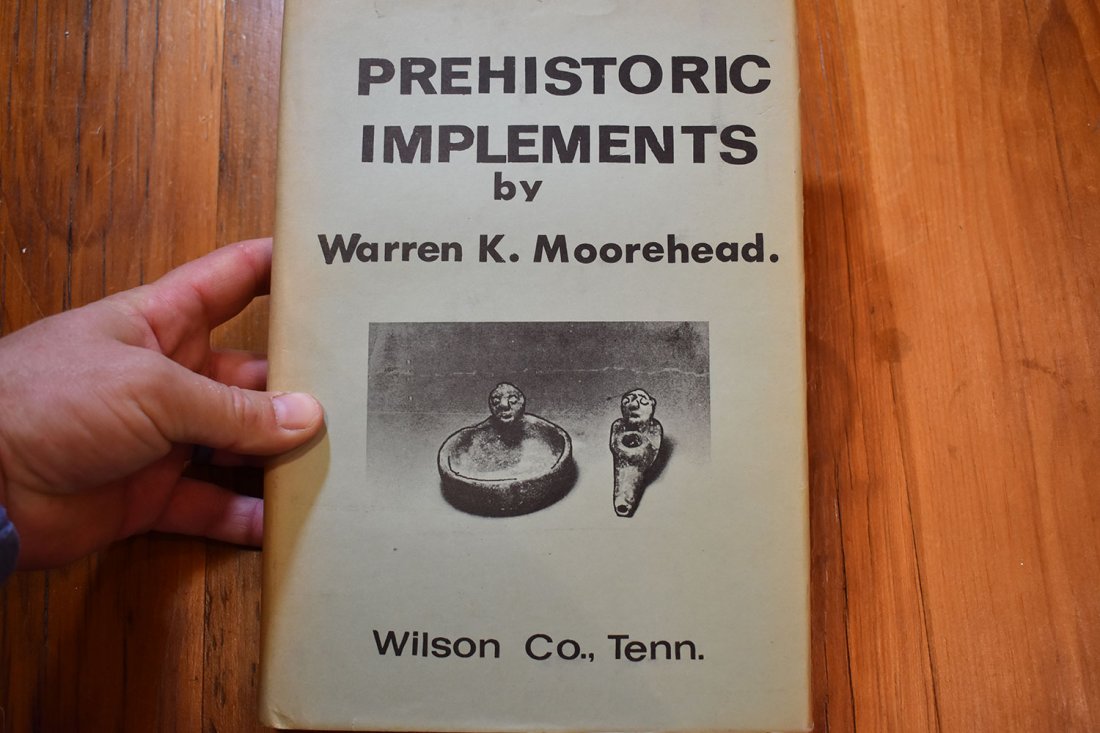 PREHISTORIC
IMPLEMENTS
by
Warren K. Moorehead.
Wilson Co., Tenn.